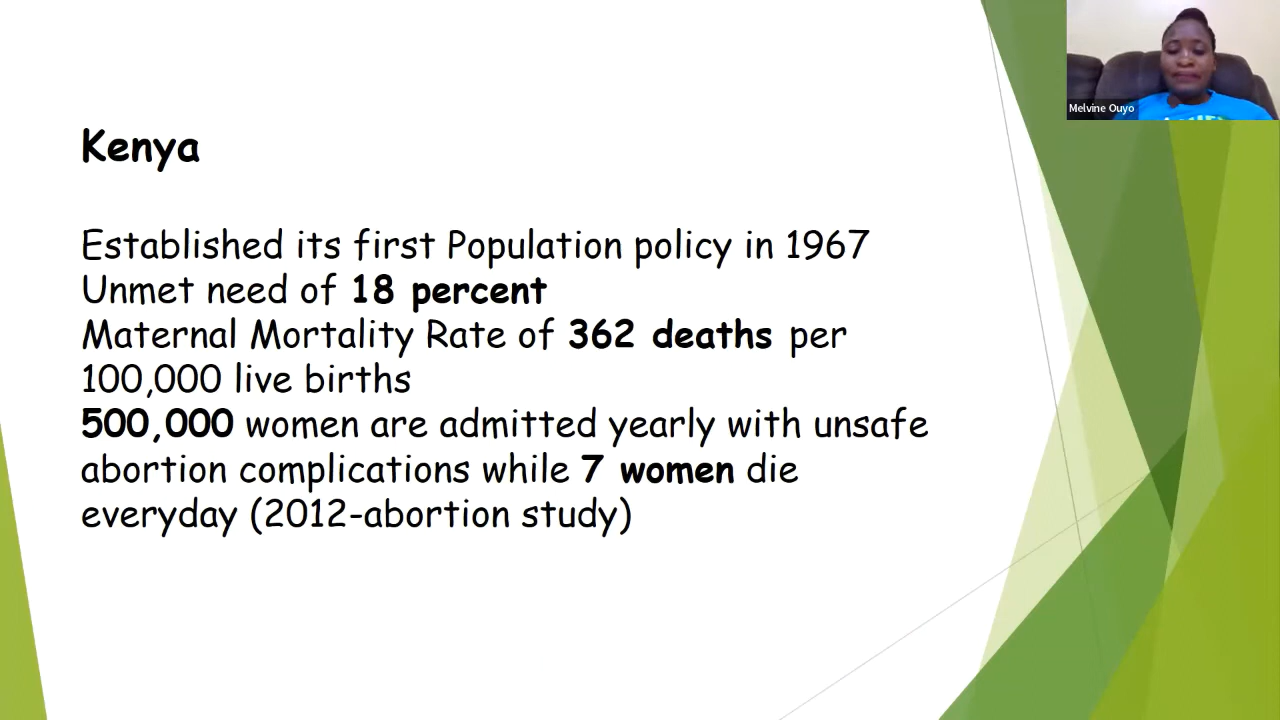 Melvine Ouyo
Kenya
Established its first Population policy in 1967
Unmet need of 18 percent
Maternal Mortality Rate of 362 deaths per
100,000 live births
500,000 women are admitted yearly with unsafe
abortion complications while 7 women die
everyday (2012-abortion study)